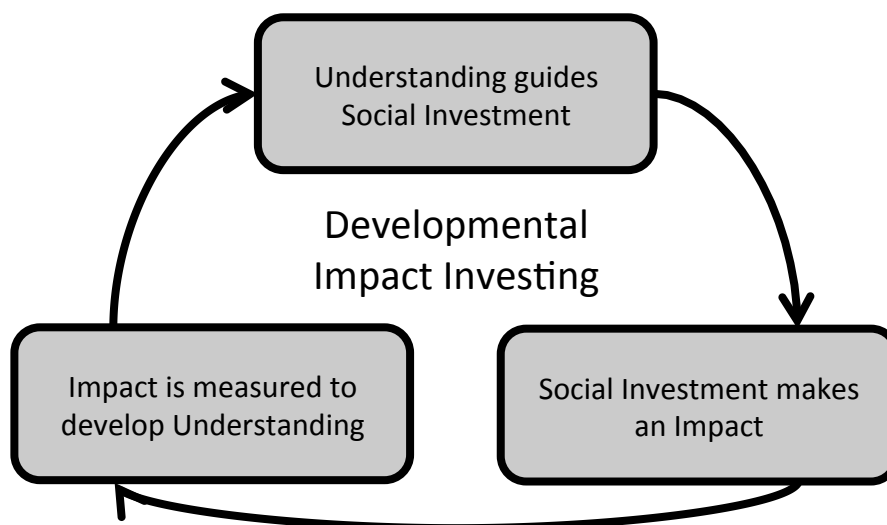 Understanding guides
Social Investment
Developmental
Impact Investing
Impact is measured to
develop Understanding
Social Investment makes
an Impact